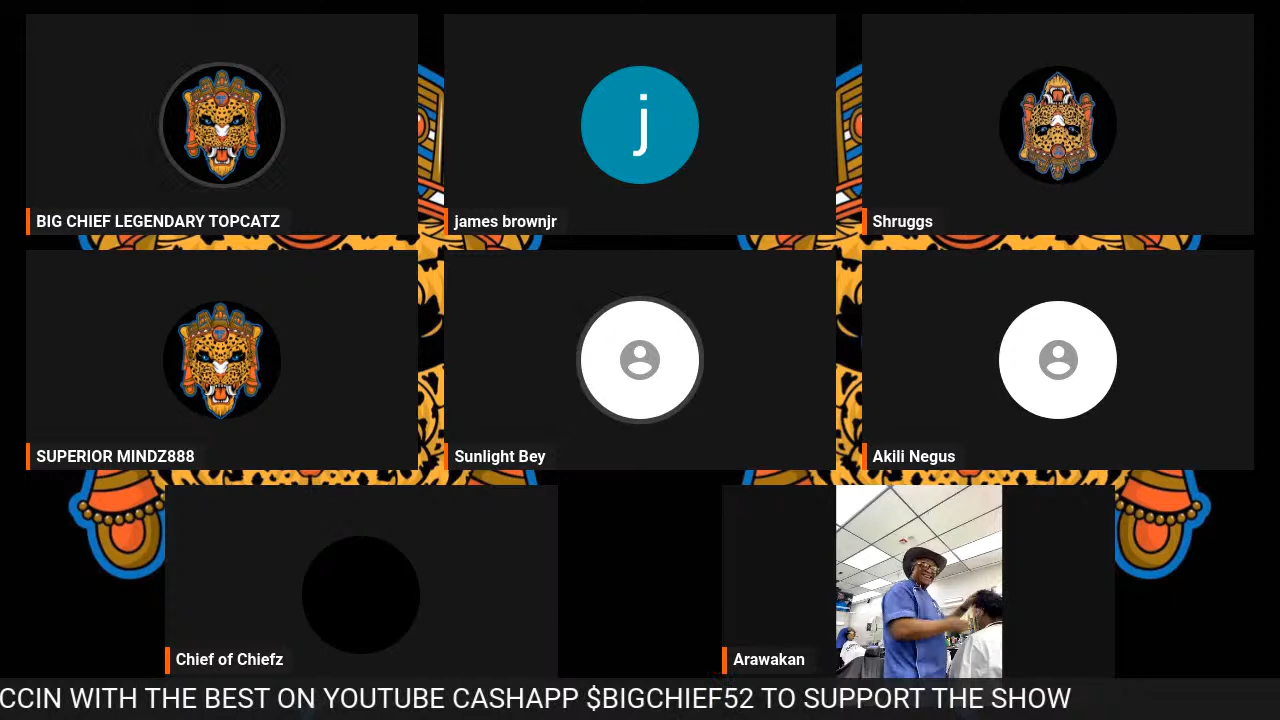 j
BIG CHIEF LEGENDARY TOPCATZ
james brownjr
Shruggs
SUPERIOR MINDZ888
Sunlight Bey
Akili Negus
Chief of Chiefz
Arawakan
CCIN WITH THE BEST ON YOUTUBE CASHAPP $BIGCHIEF52 TO SUPPORT THE SHOW